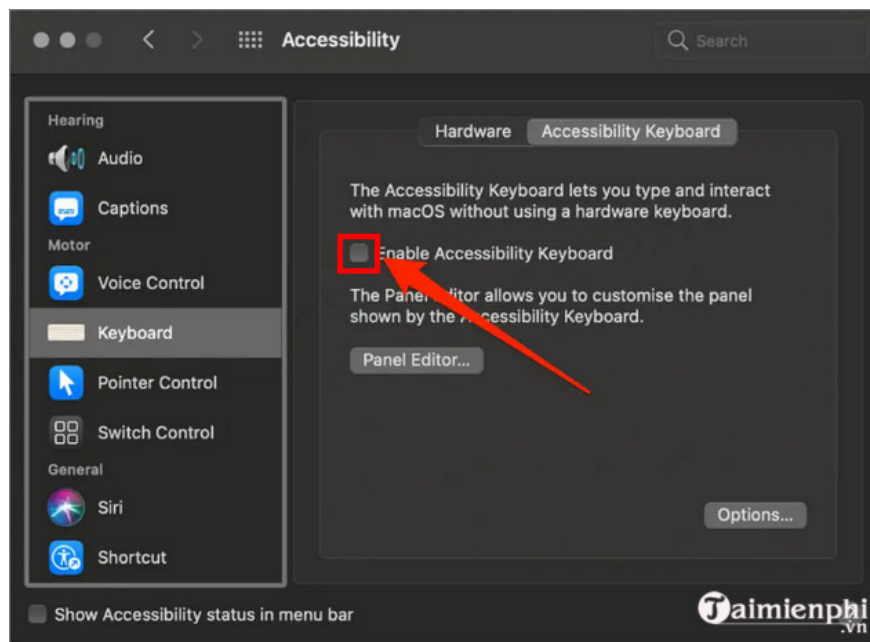 Accessibility
Search
Hearing
Audio
Captions
Motor
Voice Control
Keyboard
Pointer Control
Switch Control
General
Siri
Shortcut
Hardware
Accessibility Keyboard
The Accessibility Keyboard lets you type and interact
with macOS without using a hardware keyboard.
Enable Accessibility Keyboard
The Panel Editor allows you to customise the panel
shown by the Accessibility Keyboard.
Panel Editor...
Options...
Show Accessibility status in menu bar
Taimienphi
.vn